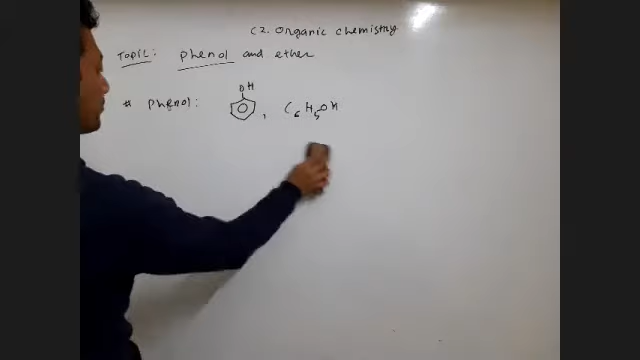 C2. Organic chemistry
Topic: phenol and ether
OH
# Phenol: , C6H5OH